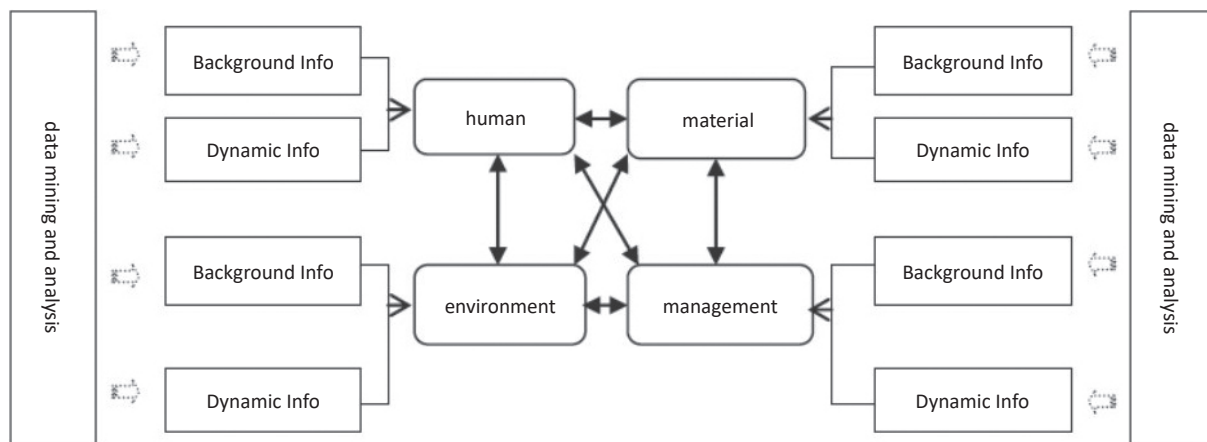 data mining and analysis
Background Info
Dynamic Info
Background Info
Dynamic Info
human
material
environment
management
Background Info
Dynamic Info
Background Info
Dynamic Info
data mining and analysis